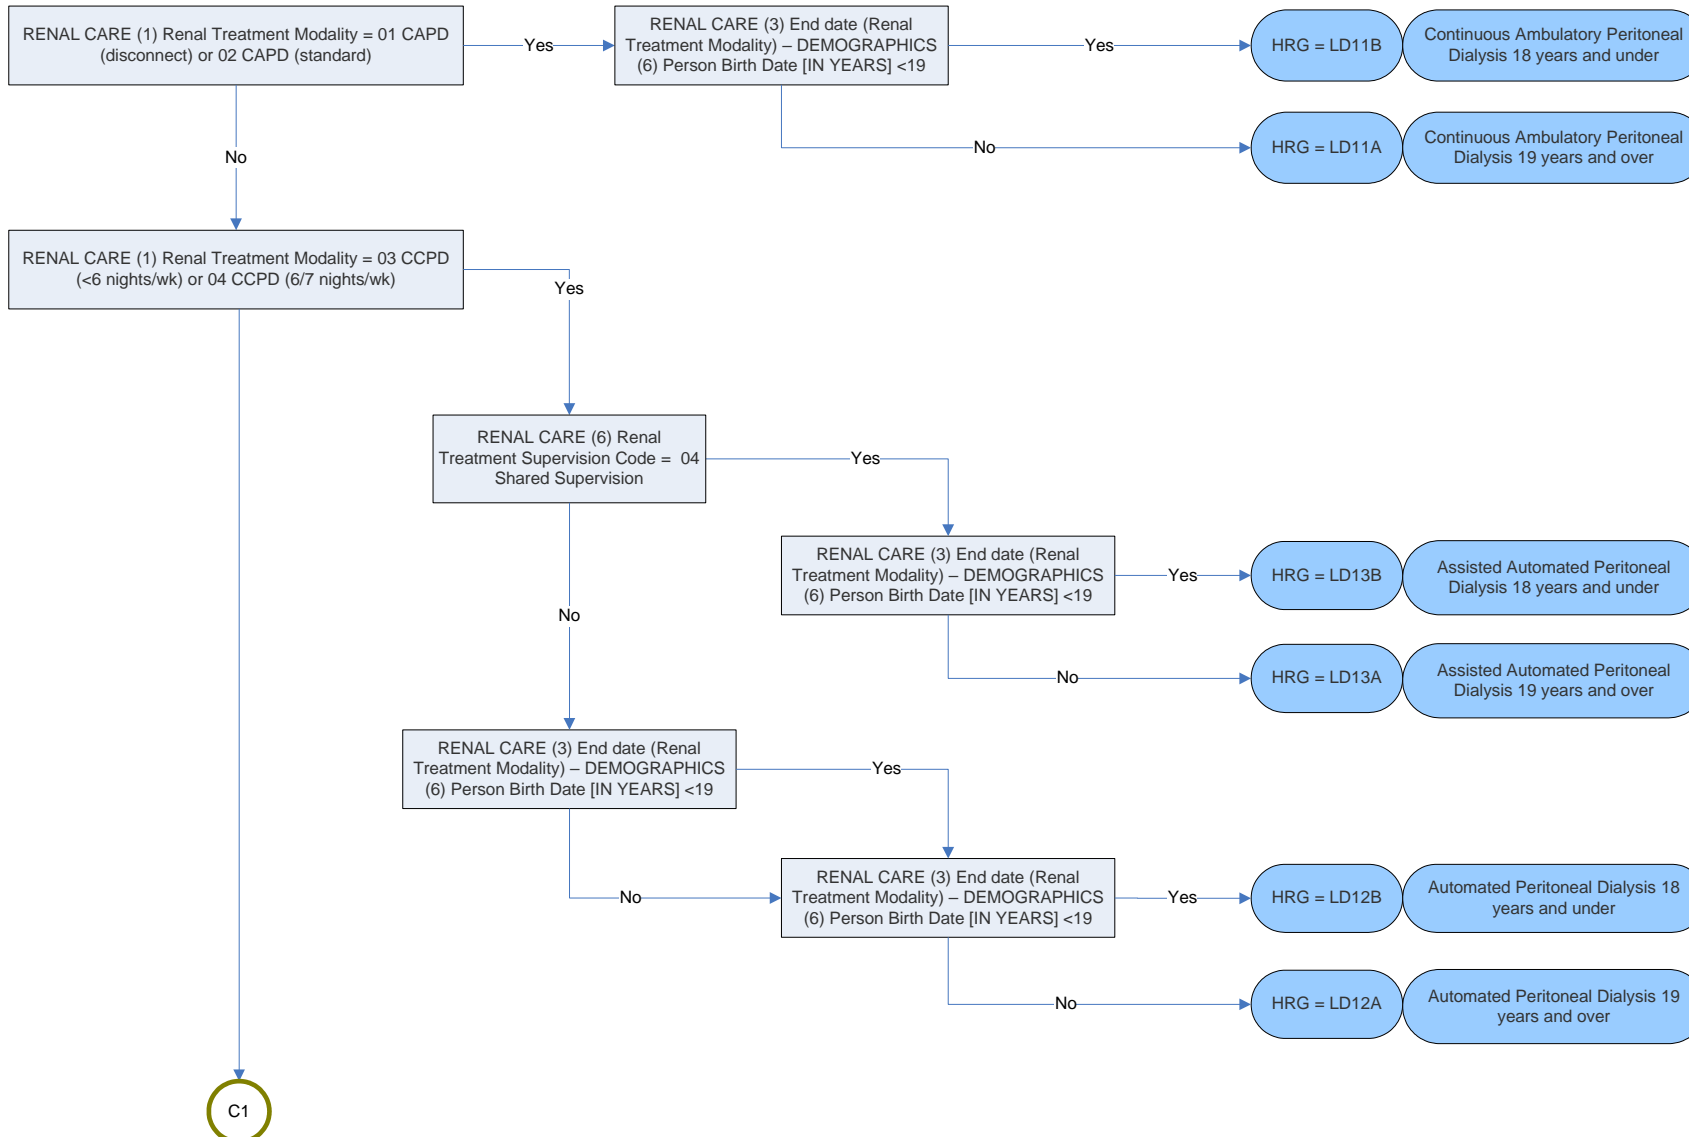 RENAL CARE (1) Renal Treatment Modality = 01 CAPD
(disconnect) or 02 CAPD (standard)
Yes
RENAL CARE (3) End date (Renal
Treatment Modality) – DEMOGRAPHICS
(6) Person Birth Date [IN YEARS] <19
Yes
HRG = LD11B
Continuous Ambulatory Peritoneal
Dialysis 18 years and under
No
HRG = LD11A
Continuous Ambulatory Peritoneal
Dialysis 19 years and over
No
RENAL CARE (1) Renal Treatment Modality = 03 CCPD
(<6 nights/wk) or 04 CCPD (6/7 nights/wk)
Yes
RENAL CARE (6) Renal
Treatment Supervision Code =  04
Shared Supervision
Yes
RENAL CARE (3) End date (Renal
Treatment Modality) – DEMOGRAPHICS
(6) Person Birth Date [IN YEARS] <19
Yes
HRG = LD13B
Assisted Automated Peritoneal
Dialysis 18 years and under
No
No
HRG = LD13A
Assisted Automated Peritoneal
Dialysis 19 years and over
RENAL CARE (3) End date (Renal
Treatment Modality) – DEMOGRAPHICS
(6) Person Birth Date [IN YEARS] <19
Yes
No
RENAL CARE (3) End date (Renal
Treatment Modality) – DEMOGRAPHICS
(6) Person Birth Date [IN YEARS] <19
Yes
HRG = LD12B
Automated Peritoneal Dialysis 18
years and under
No
HRG = LD12A
Automated Peritoneal Dialysis 19
years and over
C1